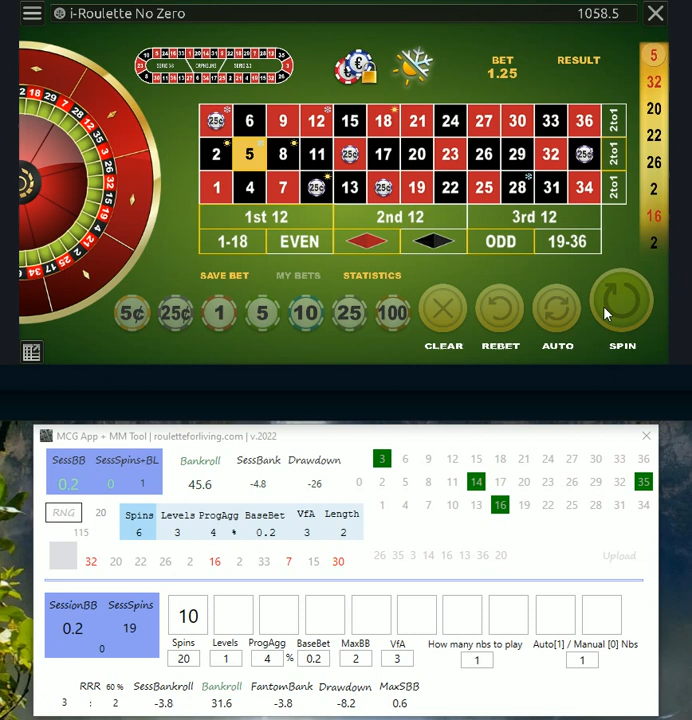 i-Roulette No Zero 1058.5
BET RESULT
1.25
5
32
20
22
26
2
16
2
25¢ 6 9 12 15 18 21 24 27 30 33 36 2to1
2 5 8 11 25¢ 17 20 23 26 29 32 25¢ 2to1
1 4 7 25¢ 13 25¢ 19 22 25 28 31 34 2to1
1st 12 2nd 12 3rd 12
1-18 EVEN ODD 19-36
SAVE BET MY BETS STATISTICS
5¢ 25¢ 1 5 10 25 100
CLEAR REBET AUTO SPIN
MCG App + MM Tool | rouletteforliving.com | v.2022
SessBB SessSpins+BL Bankroll SessBank Drawdown
0.2 0 1 45.6 -4.8 -26
3 6 9 12 15 18 21 24 27 30 33 36
0 2 5 8 11 14 17 20 23 26 29 32 35
1 4 7 10 13 16 19 22 25 28 31 34
RNG 20
115
Spins Levels ProgAgg BaseBet VfA Length
6 3 4 % 0.2 3 2
32 20 22 26 2 16 2 33 7 15 30
26 35 3 14 16 13 36 20 Upload
SessionBB SessSpins
0.2 19
0
10
Spins Levels ProgAgg BaseBet MaxBB VfA How many nbs to play Auto[1] / Manual [0] Nbs
20 1 4 % 0.2 2 3 1 1
RRR 60 % SessBankroll Bankroll FantomBank Drawdown MaxSBB
3 : 2 -3.8 31.6 -3.8 -8.2 0.6